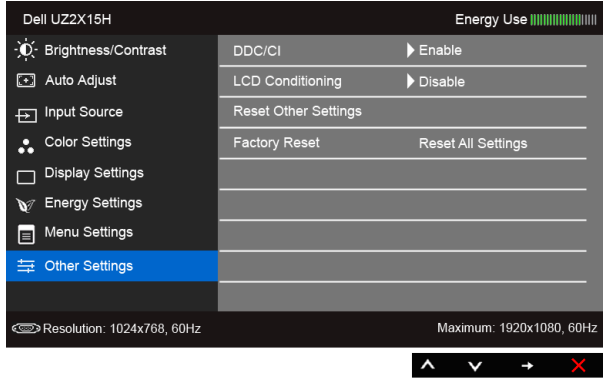 Dell UZ2X15H
Energy Use
Brightness/Contrast
Auto Adjust
Input Source
Color Settings
Display Settings
Energy Settings
Menu Settings
Other Settings
DDC/CI Enable
LCD Conditioning Disable
Reset Other Settings
Factory Reset Reset All Settings
Resolution: 1024x768, 60Hz
Maximum: 1920x1080, 60Hz